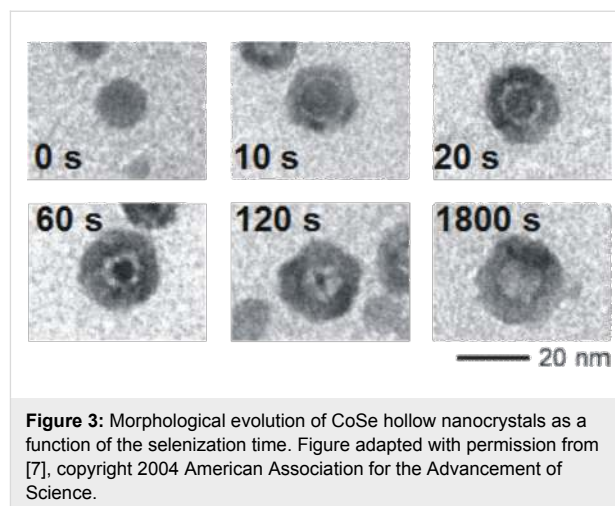 0 s
10 s
20 s
60 s
120 s
1800 s
20 nm
Figure 3: Morphological evolution of CoSe hollow nanocrystals as a
function of the selenization time. Figure adapted with permission from
[7], copyright 2004 American Association for the Advancement of
Science.